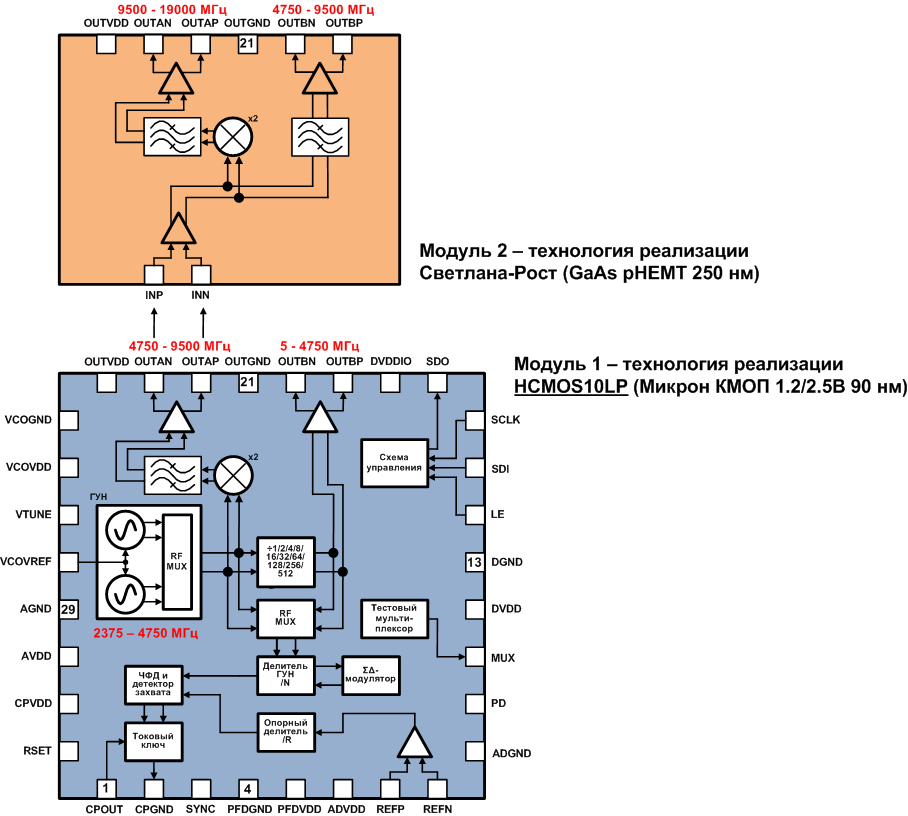 9500 - 19000 МГц
4750 - 9500 МГц
OUTVDD OUTAN OUTAP OUTGND OUTBN OUTBP
21
x2
INP INN
Модуль 2 – технология реализации
Светлана-Рост (GaAs pHEMT 250 нм)
4750 - 9500 МГц
5 - 4750 МГц
OUTVDD OUTAN OUTAP OUTGND OUTBN OUTBP DVDDIO SDO
21
Модуль 1 – технология реализации
HCMOS10LP (Микрон КМОП 1.2/2.5В 90 нм)
VCOGND
VCOVDD
VTUNE
VCOVREF
AGND
29
AVDD
CPVDD
RSET
x2
Схема
управления
ГУН
RF
MUX
2375 – 4750 МГц
÷1/2/4/8/
16/32/64/
128/256/
512
RF
MUX
Тестовый
мульти-
плексор
Делитель
ГУН
/N
ΣΔ-
модулятор
ЧФД и
детектор
захвата
Опорный
делитель
/R
Токовый
ключ
SCLK
SDI
LE
13
DGND
DVDD
MUX
PD
ADGND
1
4
CPOUT CPGND SYNC PFDGND PFDVDD ADVDD REFP REFN